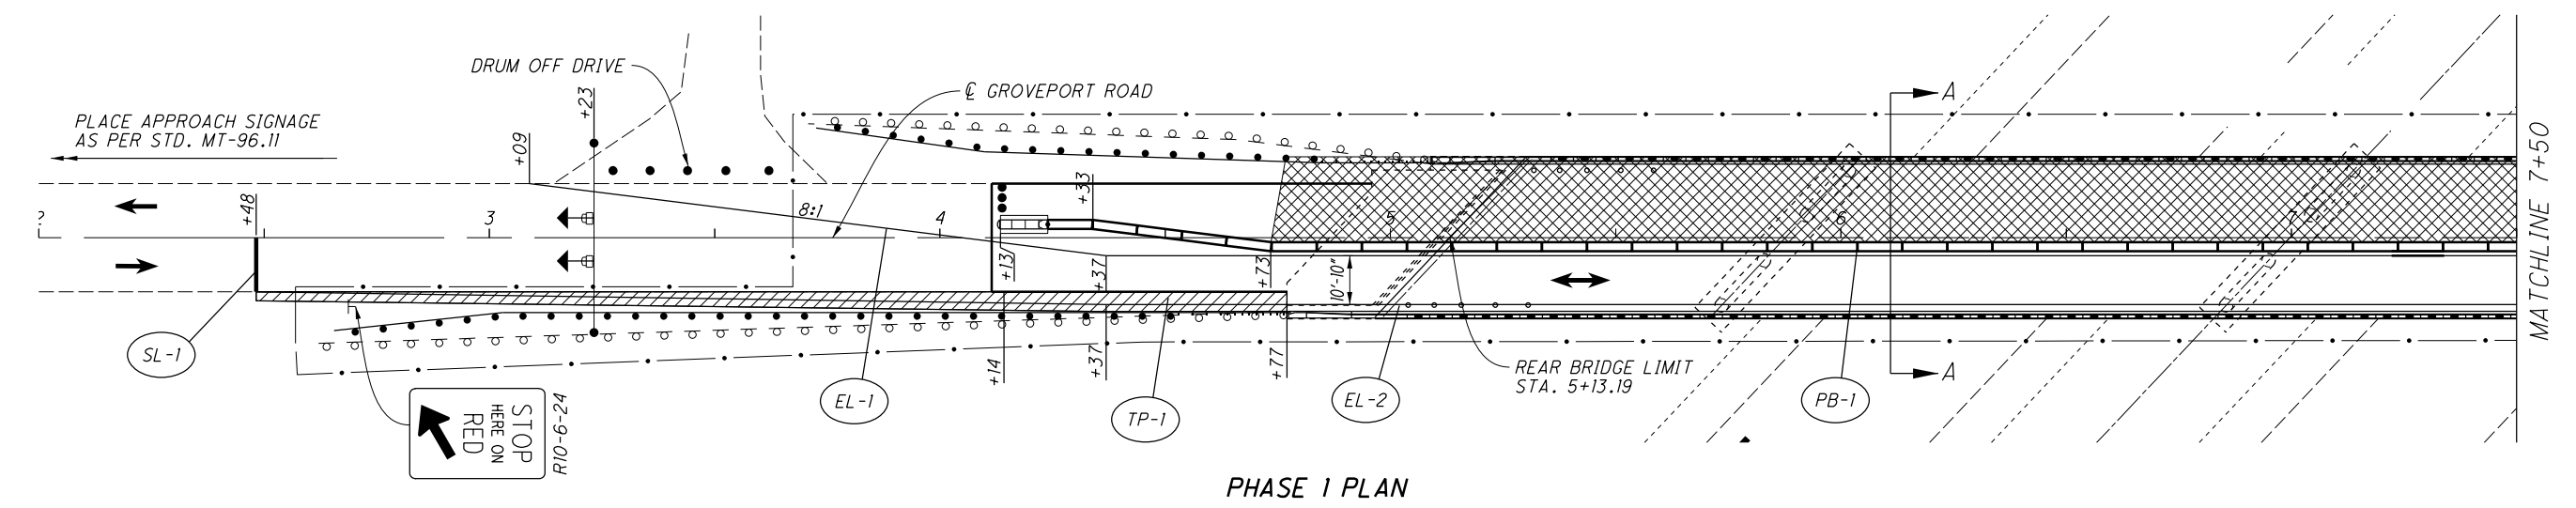 DRUM OFF DRIVE
℄ GROVEPORT ROAD
PLACE APPROACH SIGNAGE
AS PER STD. MT-96.11
+23
+09
+48
8:1
+33
+13
+37
+73
10'-10"
2
3
4
5
6
7
A
A
MATCHLINE 7+50
SL-1
+14
+37
+77
REAR BRIDGE LIMIT
STA. 5+13.19
STOP
HERE ON
RED
R10-6-24
EL-1
TP-1
EL-2
PB-1
PHASE 1 PLAN